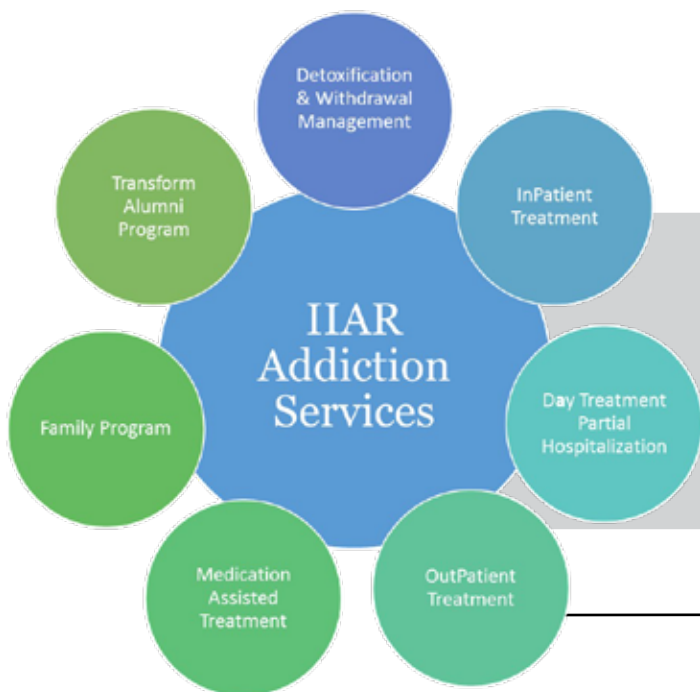 Detoxification
& Withdrawal
Management
InPatient
Treatment
Day Treatment
Partial
Hospitalization
OutPatient
Treatment
Medication
Assisted
Treatment
Family Program
Transform
Alumni
Program
IIAR
Addiction
Services